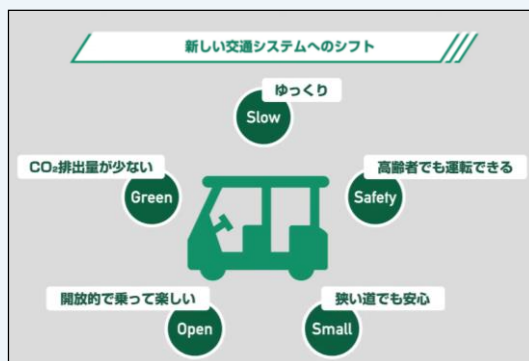 新しい交通システムへのシフト
ゆっくり
Slow
CO₂排出量が少ない
Green
高齢者でも運転できる
Safety
開放的で乗って楽しい
Open
狭い道でも安心
Small